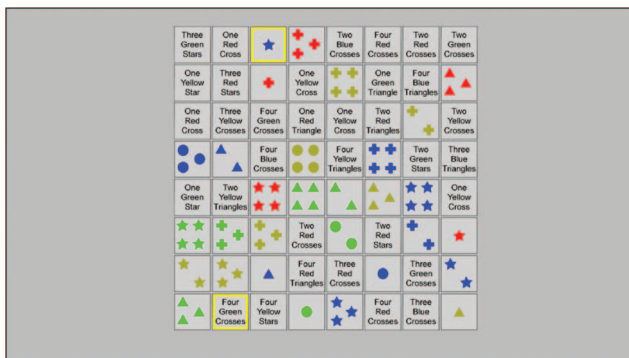 Three Green Stars
One Red Cross
Two Blue Crosses
Four Red Crosses
Two Red Crosses
Two Green Crosses
One Yellow Star
Three Red Stars
One Yellow Cross
One Green Triangle
Four Blue Triangles
One Red Cross
Three Yellow Crosses
Four Green Crosses
One Red Triangle
One Yellow Cross
Two Red Triangles
Two Yellow Crosses
Four Blue Crosses
Four Yellow Triangles
Two Green Stars
Three Blue Triangles
One Green Star
Two Yellow Triangles
One Yellow Cross
Two Red Crosses
Two Red Stars
Four Red Triangles
Three Red Crosses
Three Green Crosses
Four Green Crosses
Four Yellow Stars
Four Red Crosses
Three Blue Crosses